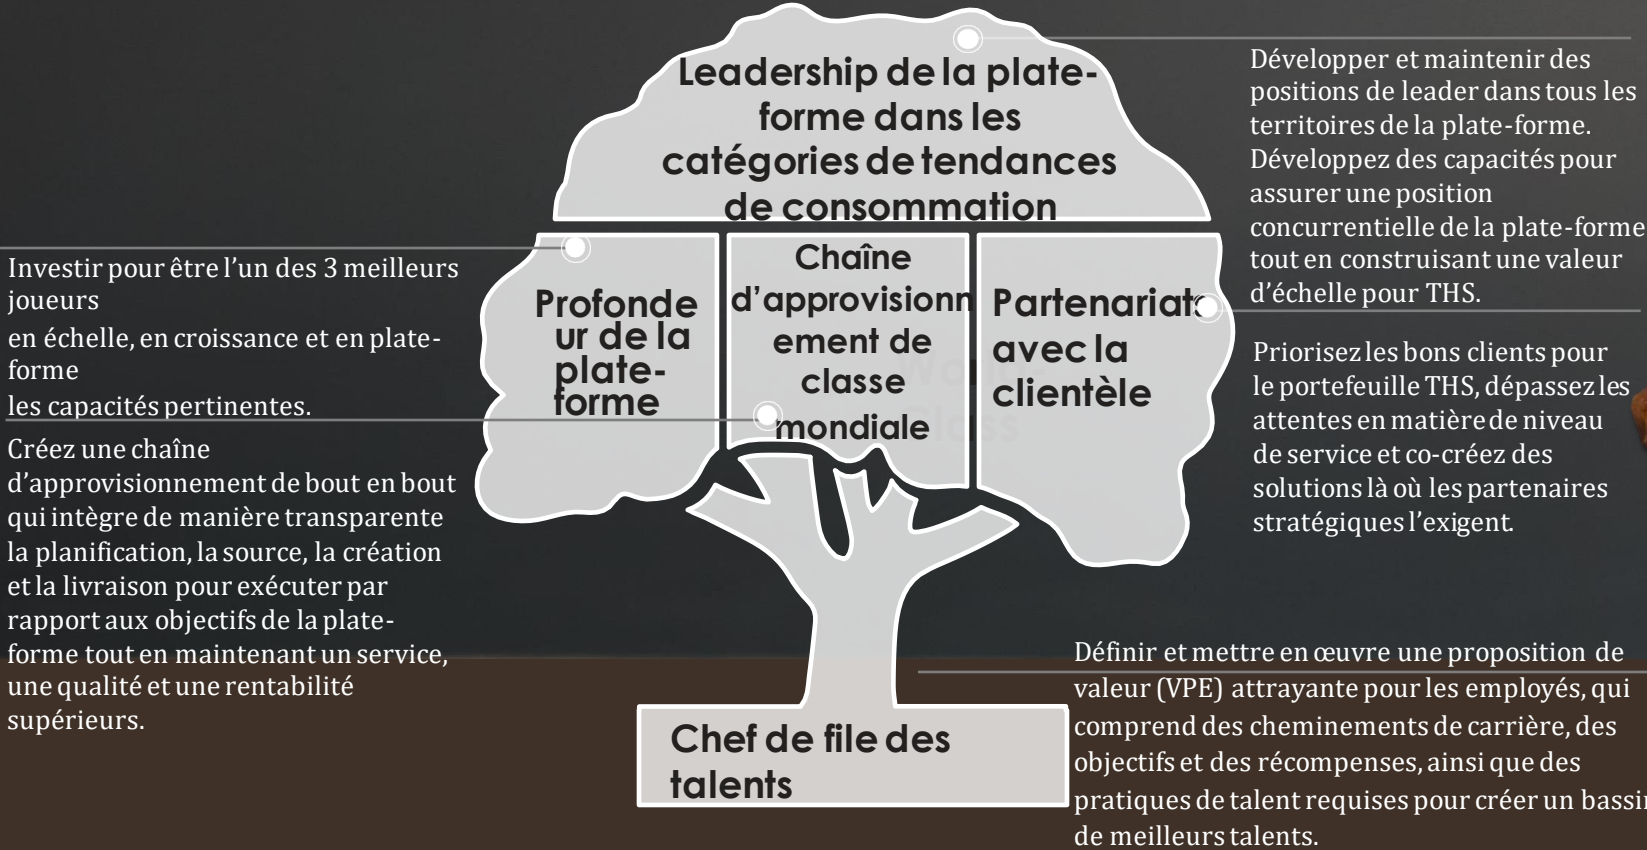 Leadership de la plate-
forme dans les
catégories de tendances
de consommation
Développer et maintenir des
positions de leader dans tous les
territoires de la plate-forme.
Développez des capacités pour
assurer une position
concurrentielle de la plate-forme
tout en construisant une valeur
d’échelle pour THS.
Investir pour être l’un des 3 meilleurs
joueurs
en échelle, en croissance et en plate-
forme
les capacités pertinentes.
Profonde
ur de la
plate-
forme
Chaîne
d’approvisionn
ement de
classe
mondiale
World-
Class
Partenariats
avec la
clientèle
Priorisez les bons clients pour
le portefeuille THS, dépassez les
attentes en matière de niveau
de service et co-créez des
solutions là où les partenaires
stratégiques l’exigent.
Créez une chaîne
d’approvisionnement de bout en bout
qui intègre de manière transparente
la planification, la source, la création
et la livraison pour exécuter par
rapport aux objectifs de la plate-
forme tout en maintenant un service,
une qualité et une rentabilité
supérieurs.
Chef de file des
talents
Définir et mettre en œuvre une proposition de
valeur (VPE) attrayante pour les employés, qui
comprend des cheminements de carrière, des
objectifs et des récompenses, ainsi que des
pratiques de talent requises pour créer un bassin
de meilleurs talents.